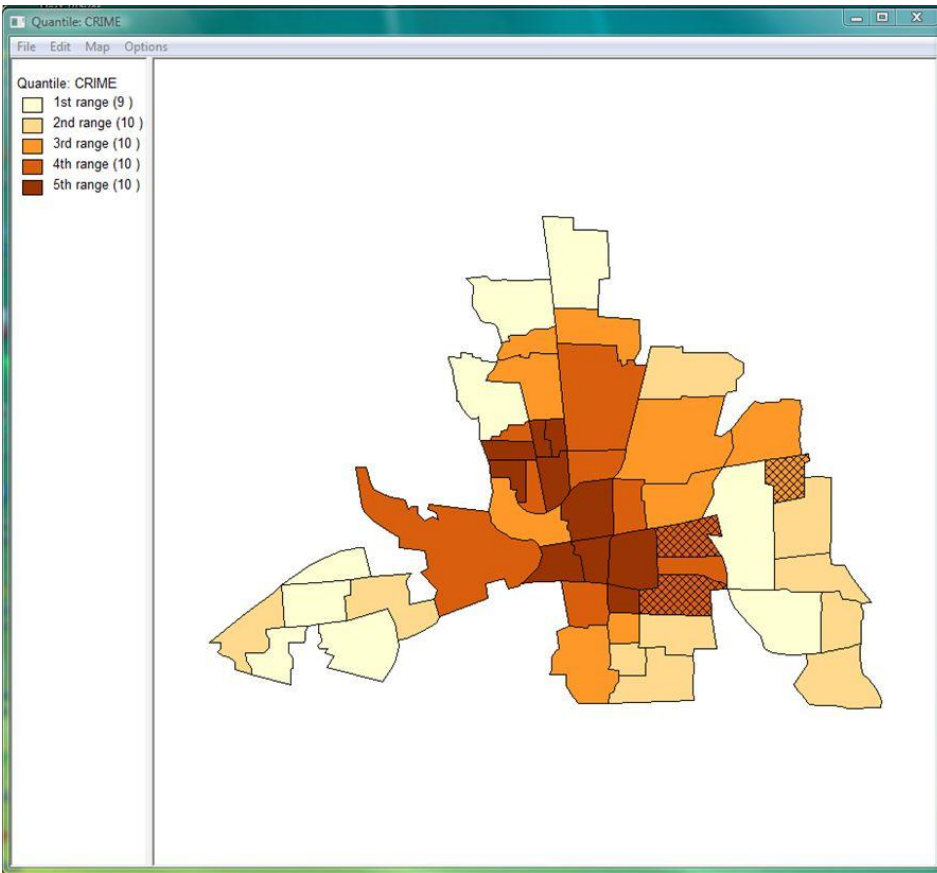 Quantile: CRIME
File Edit Map Options
Quantile: CRIME
1st range (9 )
2nd range (10 )
3rd range (10 )
4th range (10 )
5th range (10 )